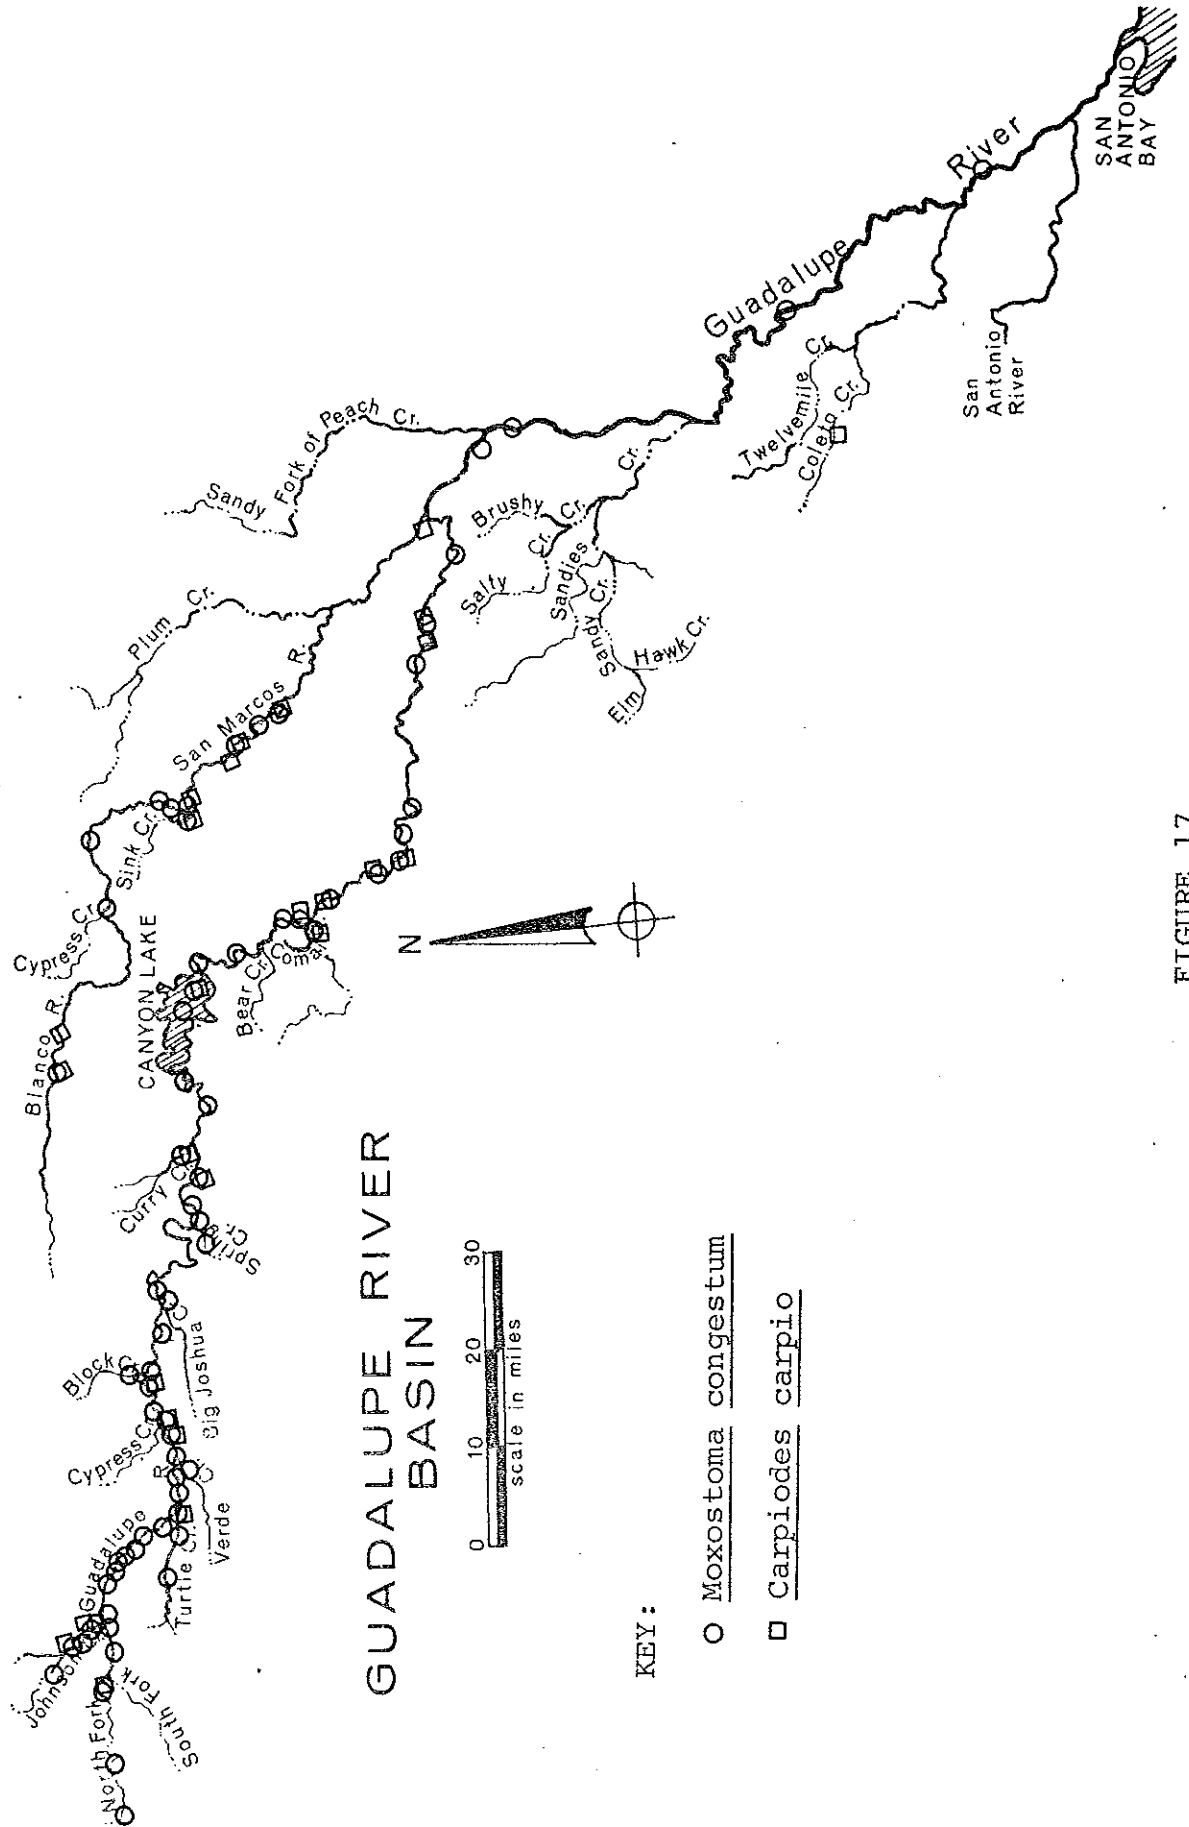 GUADALUPE RIVER
BASIN
0 10 20 30
scale in miles
KEY:
O Moxostoma congestum
□ Carpiodes carpio
N
North Fork
South Fork
Johnson
Guadalupe
R.
Turtle Cr.
Verde
Cr.
Cypress Cr.
Block Cr.
Big Joshua
C.
Spring
Cr.
Curry Cr.
CANYON LAKE
Blanco R.
Cypress Cr.
Sink Cr.
Bear Cr.
Comal
San Marcos R.
Plum Cr.
Sandy Fork of Peach Cr.
Brushy
Cr.
Salty
Cr.
Sandies
Cr.
Sandy Cr.
Elm
Hawk Cr.
Guadalupe River
Twelvemile Cr.
Coleto Cr.
San
Antonio
River
SAN
ANTONIO
BAY
FIGURE 17